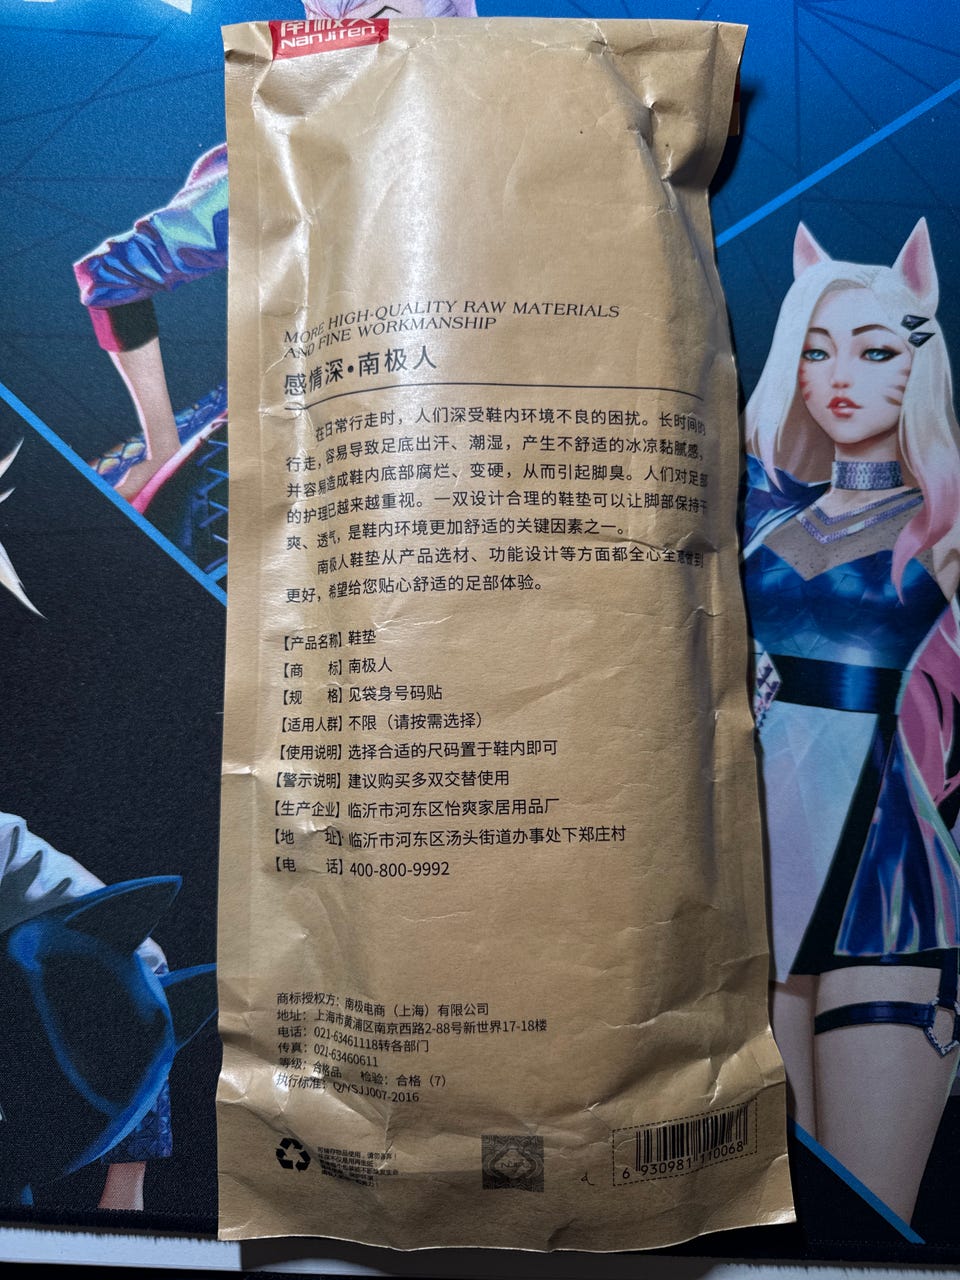 南极人
NanJiren
MORE HIGH-QUALITY RAW MATERIALS
AND FINE WORKMANSHIP
感情深•南极人
在日常行走时，人们深受鞋内环境不良的困扰。长时间的
行走，容易导致足底出汗、潮湿，产生不舒适的冰凉黏腻感，
并容易造成鞋内底部腐烂、变硬，从而引起脚臭。人们对足部
的护理已越来越重视。一双设计合理的鞋垫可以让脚部保持干
爽、透气，是鞋内环境更加舒适的关键因素之一。
南极人鞋垫从产品选材、功能设计等方面都全心全意做到
更好，希望给您贴心舒适的足部体验。
【产品名称】鞋垫
【商 标】南极人
【规 格】见袋身号码贴
【适用人群】不限（请按需选择）
【使用说明】选择合适的尺码置于鞋内即可
【警示说明】建议购买多双交替使用
【生产企业】临沂市河东区怡爽家居用品厂
【地 址】临沂市河东区汤头街道办事处下郑庄村
【电 话】400-800-9992
商标授权方：南极电商（上海）有限公司
地址：上海市黄浦区南京西路2-88号新世界17-18楼
电话：021-63461118转各部门
传真：021-63460611
等级：合格品 检验：合格（7）
执行标准：Q/YSJJ007-2016
6 930981 110068